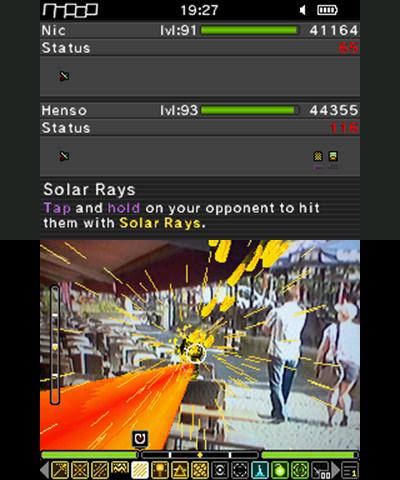 19:27
Nic lvl:91 41164
Status 65
Henso lvl:93 44355
Status 116
Solar Rays
Tap and hold on your opponent to hit
them with Solar Rays.
1